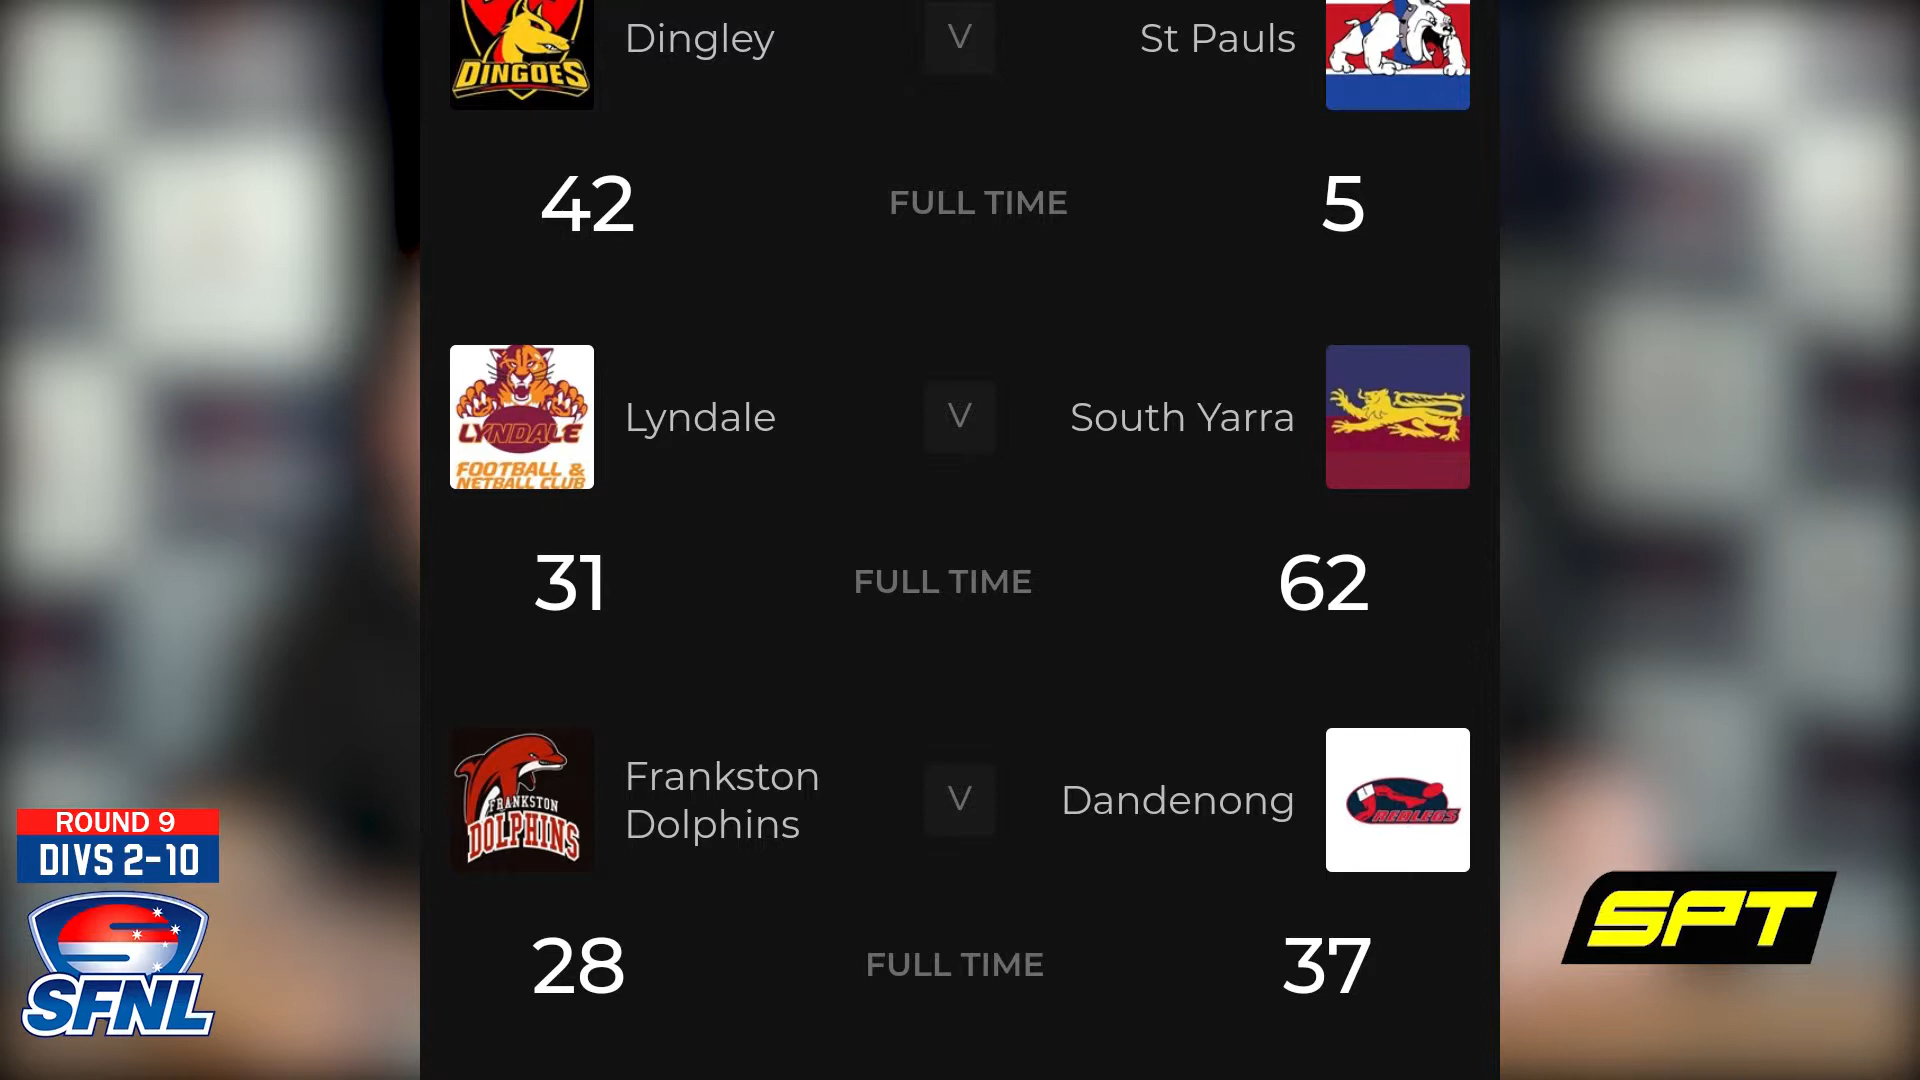 Dingley V St Pauls
DINGOES
42 FULL TIME 5
Lyndale V South Yarra
LYNDALE
FOOTBALL &
NETBALL CLUB
31 FULL TIME 62
Frankston
Dolphins
V Dandenong
FRANKSTON
DOLPHINS
REDLEGS
28 FULL TIME 37
ROUND 9
DIVS 2-10
SFNL
SPT